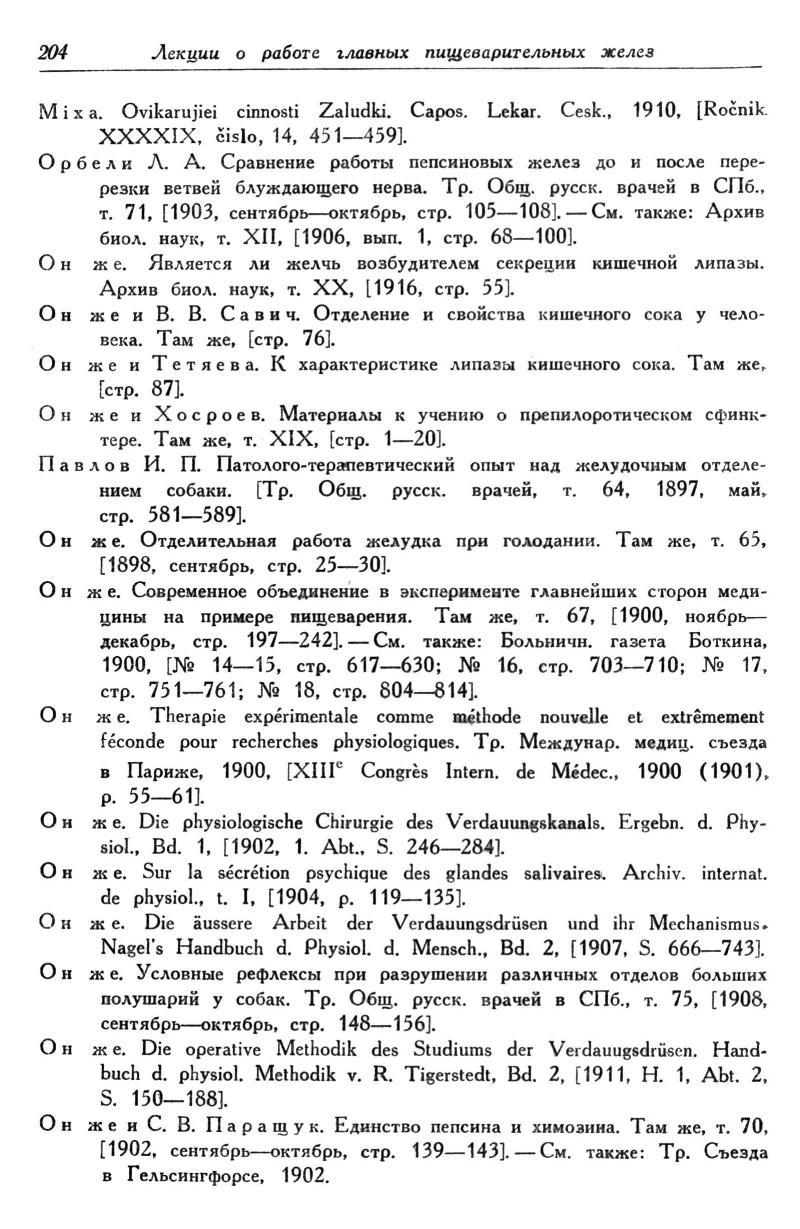 204 Лекции о работе главных пищеварительных желез
Mixa. Ovikarujiei cinnosti Zaludki. Capos. Lekar. Cesk., 1910, [Ročnik.
XXXXIX, čislo, 14, 451—459].
Орбели Л. А. Сравнение работы пепсиновых желез до и после пере-
резки ветвей блуждающего нерва. Тр. Общ. русск. врачей в СПб.,
т. 71, [1903, сентябрь—октябрь, стр. 105—108]. — См. также: Архив
биол. наук, т. XII, [1906, вып. 1, стр. 68—100].
Он же. Является ли желчь возбудителем секреции кишечной липазы.
Архив биол. наук, т. XX, [1916, стр. 55].
Он же и В. В. Савич. Отделение и свойства кишечного сока у чело-
века. Там же, [стр. 76].
Он же и Тетяева. К характеристике липазы кишечного сока. Там же,
[стр. 87].
Он же и Хосроев. Материалы к учению о препилоротическом сфинк-
тере. Там же, т. XIX, [стр. 1—20].
Павлов И. П. Патолого-терапевтический опыт над желудочным отделе-
нием собаки. [Тр. Общ. русск. врачей, т. 64, 1897, май,
стр. 581—589].
Он же. Отделительная работа желудка при голодании. Там же, т. 65,
[1898, сентябрь, стр. 25—30].
Он же. Современное объединение в эксперименте главнейших сторон меди-
цины на примере пищеварения. Там же, т. 67, [1900, ноябрь—
декабрь, стр. 197—242]. — См. также: Больничн. газета Боткина,
1900, [№ 14—15, стр. 617—630; № 16, стр. 703—710; № 17,
стр. 751—761; № 18, стр. 804—814].
Он же. Therapie expérimentale comme méthode nouvelle et extrêmement
féconde pour recherches physiologiques. Тр. Междунар. медиц. съезда
в Париже, 1900, [XIIIe Congrès Intern. de Médec., 1900 (1901),
p. 55—61].
Он же. Die physiologische Chirurgie des Verdauungskanals. Ergebn. d. Phy-
siol., Bd. 1, [1902, 1. Abt., S. 246—284].
Он же. Sur la sécrétion psychique des glandes salivaires. Archiv. internat.
de physiol., t. I, [1904, p. 119—135].
Он же. Die äussere Arbeit der Verdauungsdrüsen und ihr Mechanismus.
Nagel's Handbuch d. Physiol. d. Mensch., Bd. 2, [1907, S. 666—743].
Он же. Условные рефлексы при разрушении различных отделов больших
полушарий у собак. Тр. Общ. русск. врачей в СПб., т. 75, [1908,
сентябрь—октябрь, стр. 148—156].
Он же. Die operative Methodik des Studiums der Verdauugsdrüsen. Hand-
buch d. physiol. Methodik v. R. Tigerstedt, Bd. 2, [1911, H. 1, Abt. 2,
S. 150—188].
Он же и С. В. Паращук. Единство пепсина и химозина. Там же, т. 70,
[1902, сентябрь—октябрь, стр. 139—143]. — См. также: Тр. Съезда
в Гельсингфорсе, 1902.